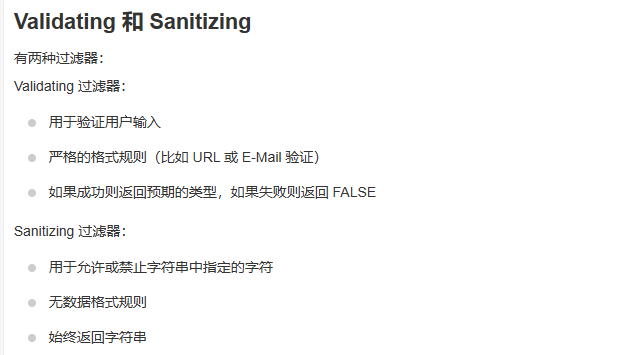 Validating 和 Sanitizing
有两种过滤器：
Validating 过滤器：
用于验证用户输入
严格的格式规则（比如 URL 或 E-Mail 验证）
如果成功则返回预期的类型，如果失败则返回 FALSE
Sanitizing 过滤器：
用于允许或禁止字符串中指定的字符
无数据格式规则
始终返回字符串